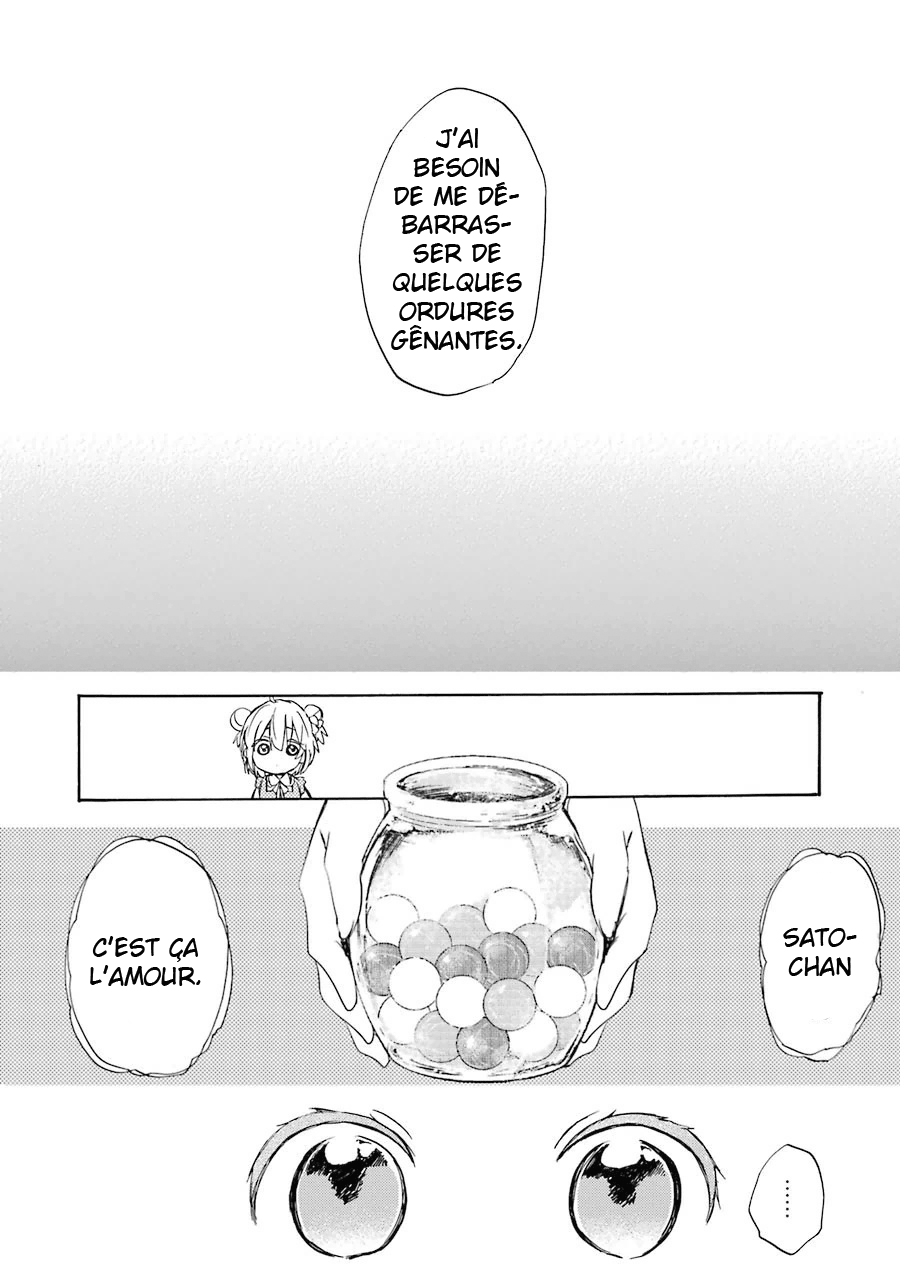 J'AI
BESOIN
DE ME DÉ-
BARRAS-
SER DE
QUELQUES
ORDURES
GÊNANTES.
SATO-
CHAN
C'EST ÇA
L'AMOUR.
......